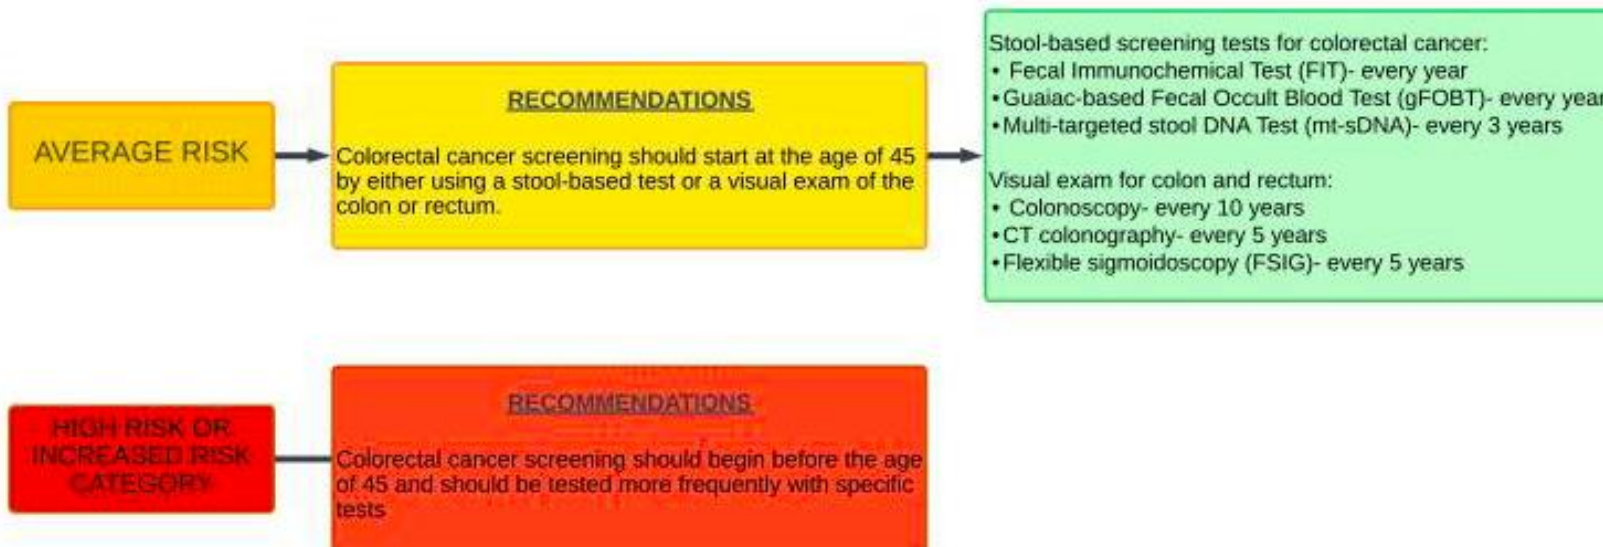 AVERAGE RISK
RECOMMENDATIONS
Colorectal cancer screening should start at the age of 45
by either using a stool-based test or a visual exam of the
colon or rectum.
Stool-based screening tests for colorectal cancer:
• Fecal Immunochemical Test (FIT)- every year
• Guaiac-based Fecal Occult Blood Test (gFOBT)- every year
• Multi-targeted stool DNA Test (mt-sDNA)- every 3 years
Visual exam for colon and rectum:
• Colonoscopy- every 10 years
• CT colonography- every 5 years
• Flexible sigmoidoscopy (FSIG)- every 5 years
HIGH RISK OR
INCREASED RISK
CATEGORY
RECOMMENDATIONS
Colorectal cancer screening should begin before the age
of 45 and should be tested more frequently with specific
tests